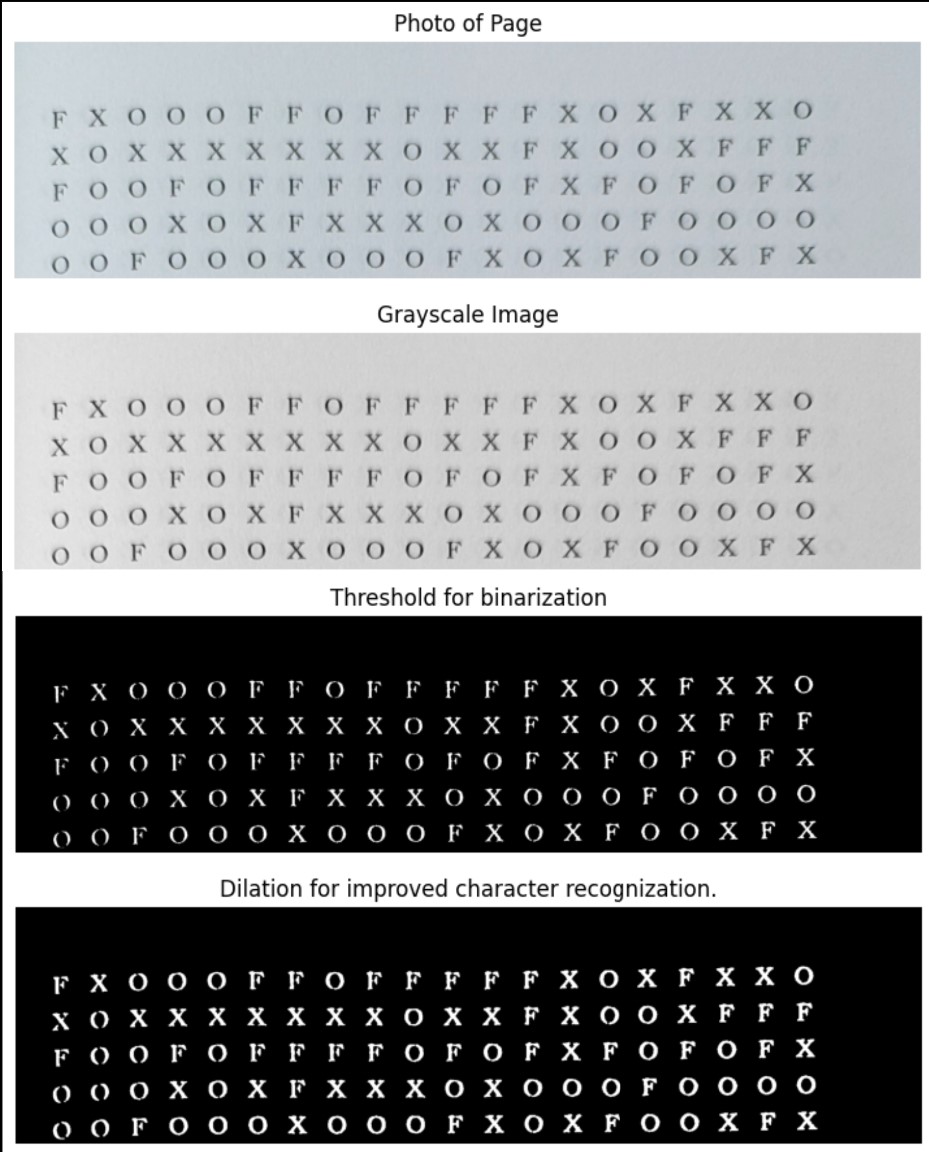 Photo of Page
F X O O O F F O F F F F F X O X F X X O
X O X X X X X X X O X X F X O O X F F F
F O O F O F F F F O F O F X F O F O F X
O O O X O X F X X X O X O O O F O O O O
O O F O O O X O O O F X O X F O O X F X
Grayscale Image
F X O O O F F O F F F F F X O X F X X O
X O X X X X X X X O X X F X O O X F F F
F O O F O F F F F O F O F X F O F O F X
O O O X O X F X X X O X O O O F O O O O
O O F O O O X O O O F X O X F O O X F X
Threshold for binarization
F X O O O F F O F F F F F X O X F X X O
X O X X X X X X X O X X F X O O X F F F
F O O F O F F F F O F O F X F O F O F X
O O O X O X F X X X O X O O O F O O O O
O O F O O O X O O O F X O X F O O X F X
Dilation for improved character recognization.
F X O O O F F O F F F F F X O X F X X O
X O X X X X X X X O X X F X O O X F F F
F O O F O F F F F O F O F X F O F O F X
O O O X O X F X X X O X O O O F O O O O
O O F O O O X O O O F X O X F O O X F X